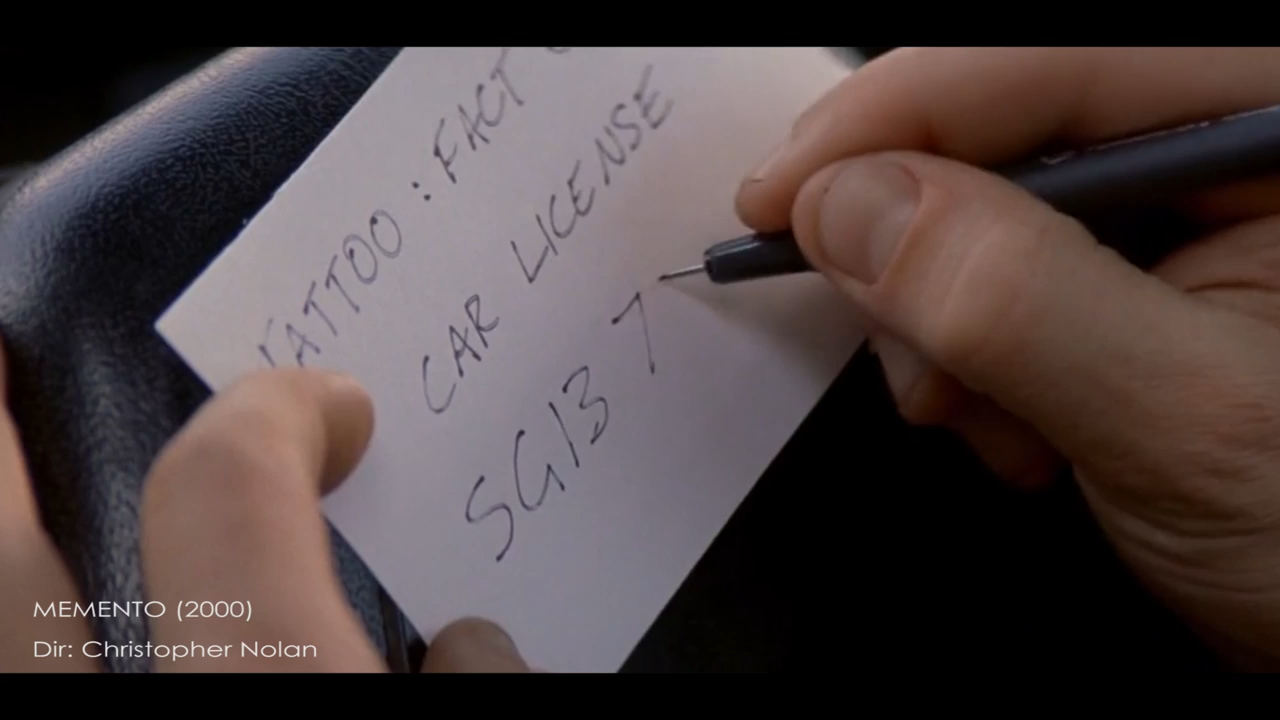 TATTOO: FACT
CAR LICENSE
SG13 7
MEMENTO (2000)
Dir: Christopher Nolan